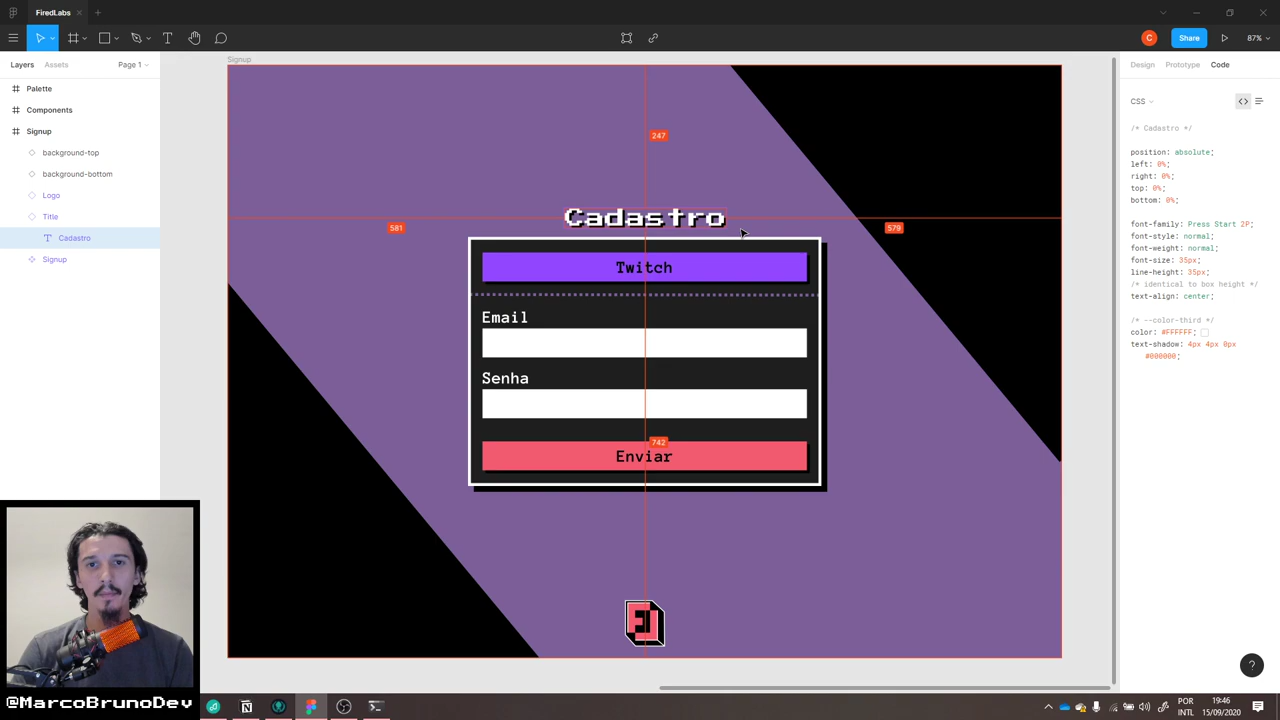 FiredLabs
Share
87%
Layers
Assets
Page 1
Design
Prototype
Code
Palette
Components
Signup
background-top
background-bottom
Logo
Title
Cadastro
Signup
Signup
247
581
579
742
Cadastro
Twitch
Email
Senha
Enviar
CSS
/* Cadastro */
position: absolute;
left: 0%;
right: 0%;
top: 0%;
bottom: 0%;
font-family: Press Start 2P;
font-style: normal;
font-weight: normal;
font-size: 35px;
line-height: 35px;
/* identical to box height */
text-align: center;
/* --color-third */
color: #FFFFFF;
text-shadow: 4px 4px 0px
#000000;
C
?
@MarcoBrunoDev
POR
INTL
19:46
15/09/2020